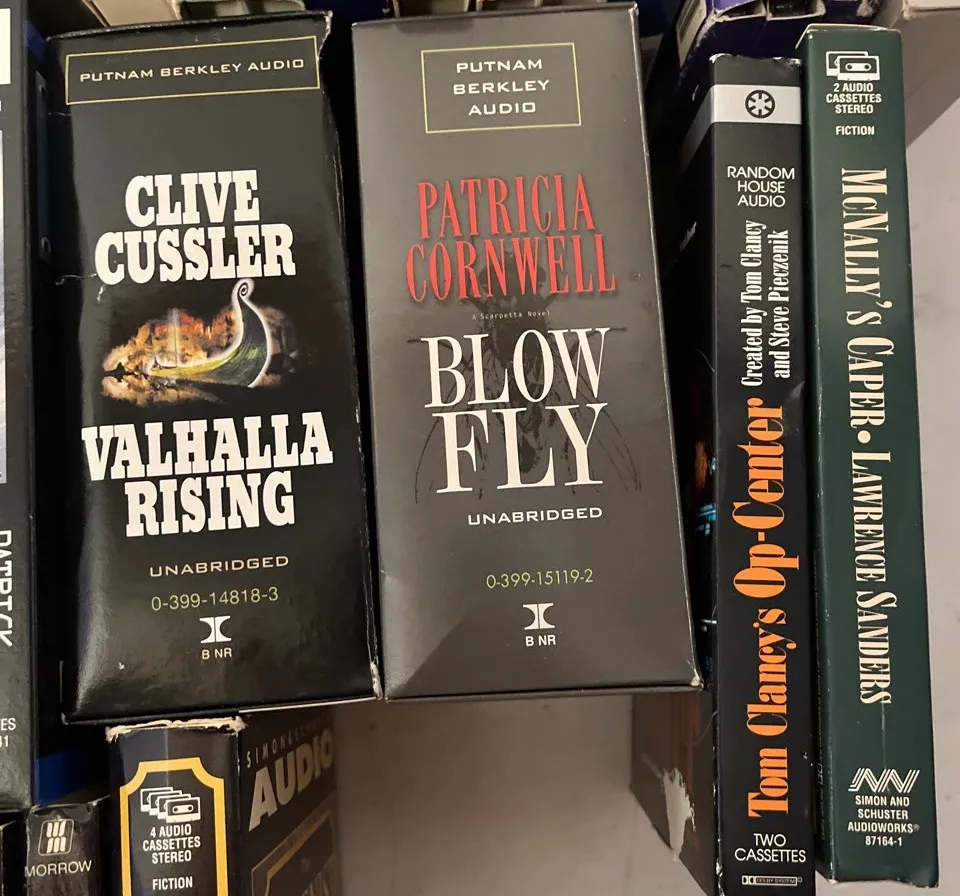 PUTNAM BERKLEY AUDIO
CLIVE
CUSSLER
VALHALLA
RISING
UNABRIDGED
0-399-14818-3
B NR
PUTNAM
BERKLEY
AUDIO
PATRICIA
CORNWELL
A Scarpetta Novel
BLOW
FLY
UNABRIDGED
0-399-15119-2
B NR
RANDOM
HOUSE
AUDIO
Tom Clancy's Op-Center
Created by Tom Clancy
and Steve Pieczenik
TWO
CASSETTES
DOLBY SYSTEM
2 AUDIO
CASSETTES
STEREO
FICTION
McNALLY'S CAPER • LAWRENCE SANDERS
SIMON AND
SCHUSTER
AUDIOWORKS®
87164-1
MORROW
4 AUDIO
CASSETTES
STEREO
FICTION
AUDIO